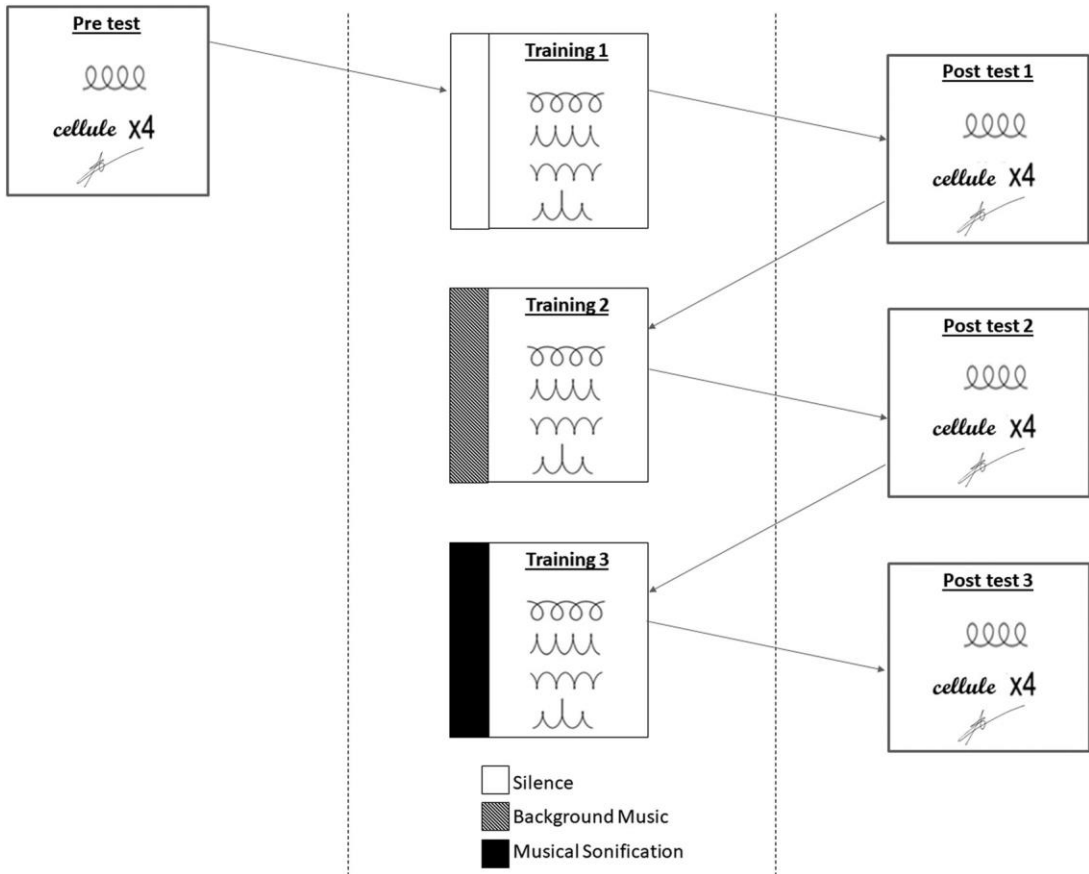 Pre test
cellule X4
Training 1
Post test 1
cellule X4
Training 2
Post test 2
cellule X4
Training 3
Post test 3
cellule X4
Silence
Background Music
Musical Sonification